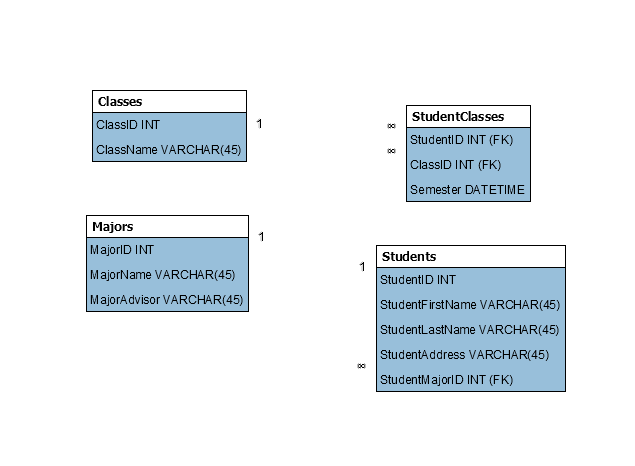 Classes
ClassID INT
ClassName VARCHAR(45)
1
StudentClasses
∞
StudentID INT (FK)
∞
ClassID INT (FK)
Semester DATETIME
Majors
1
MajorID INT
MajorName VARCHAR(45)
MajorAdvisor VARCHAR(45)
Students
1
StudentID INT
StudentFirstName VARCHAR(45)
StudentLastName VARCHAR(45)
StudentAddress VARCHAR(45)
∞
StudentMajorID INT (FK)